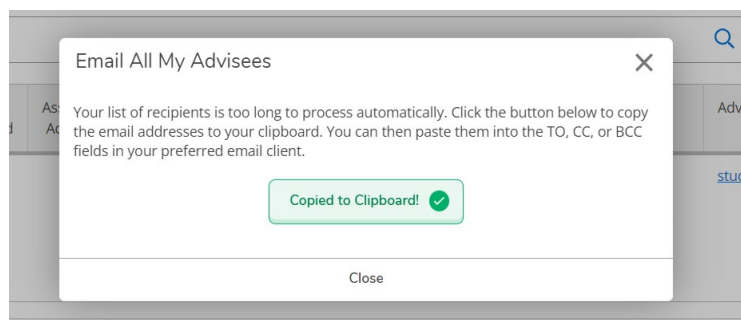 Email All My Advisees
Your list of recipients is too long to process automatically. Click the button below to copy
the email addresses to your clipboard. You can then paste them into the TO, CC, or BCC
fields in your preferred email client.
Copied to Clipboard!
Close